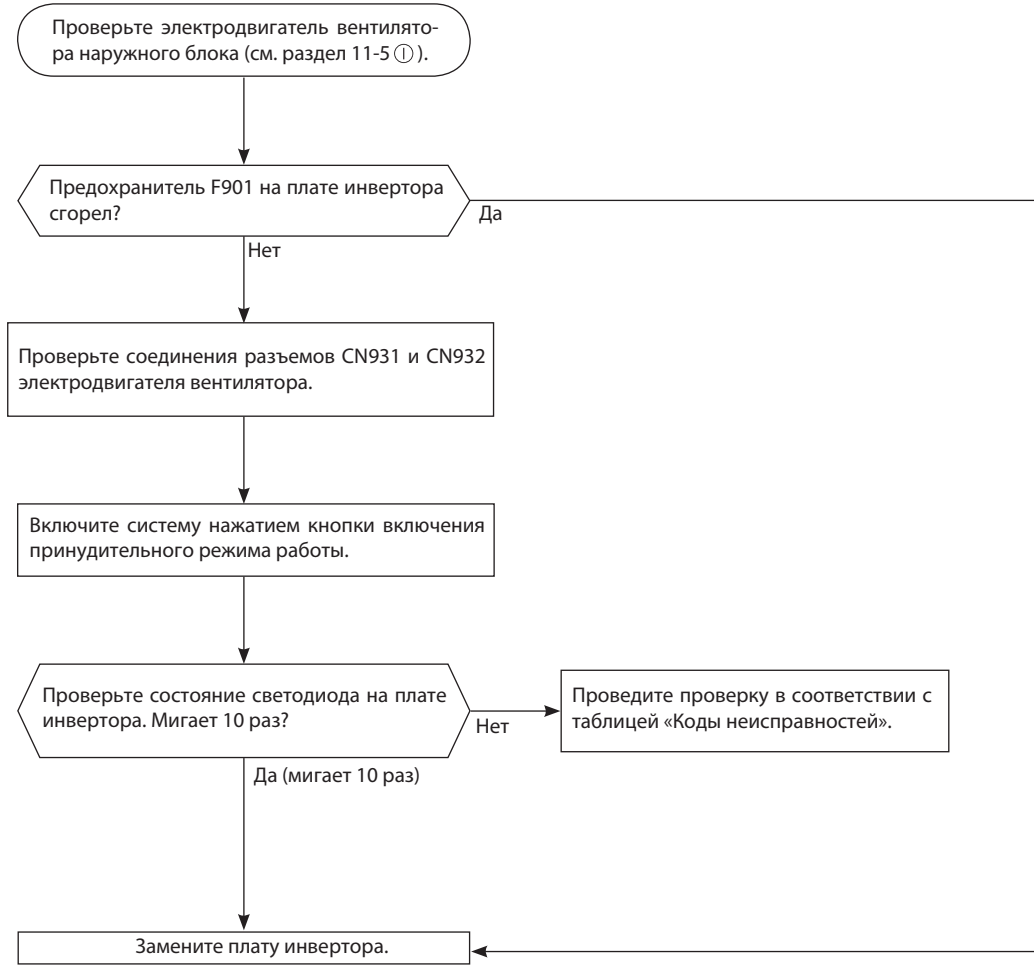 Проверьте электродвигатель вентилято-
ра наружного блока (см. раздел 11-5 Ⓘ ).
Предохранитель F901 на плате инвертора
сгорел?
Да
Нет
Проверьте соединения разъемов CN931 и CN932
электродвигателя вентилятора.
Включите систему нажатием кнопки включения
принудительного режима работы.
Проверьте состояние светодиода на плате
инвертора. Мигает 10 раз?
Нет
Проведите проверку в соответствии с
таблицей «Коды неисправностей».
Да (мигает 10 раз)
Замените плату инвертора.